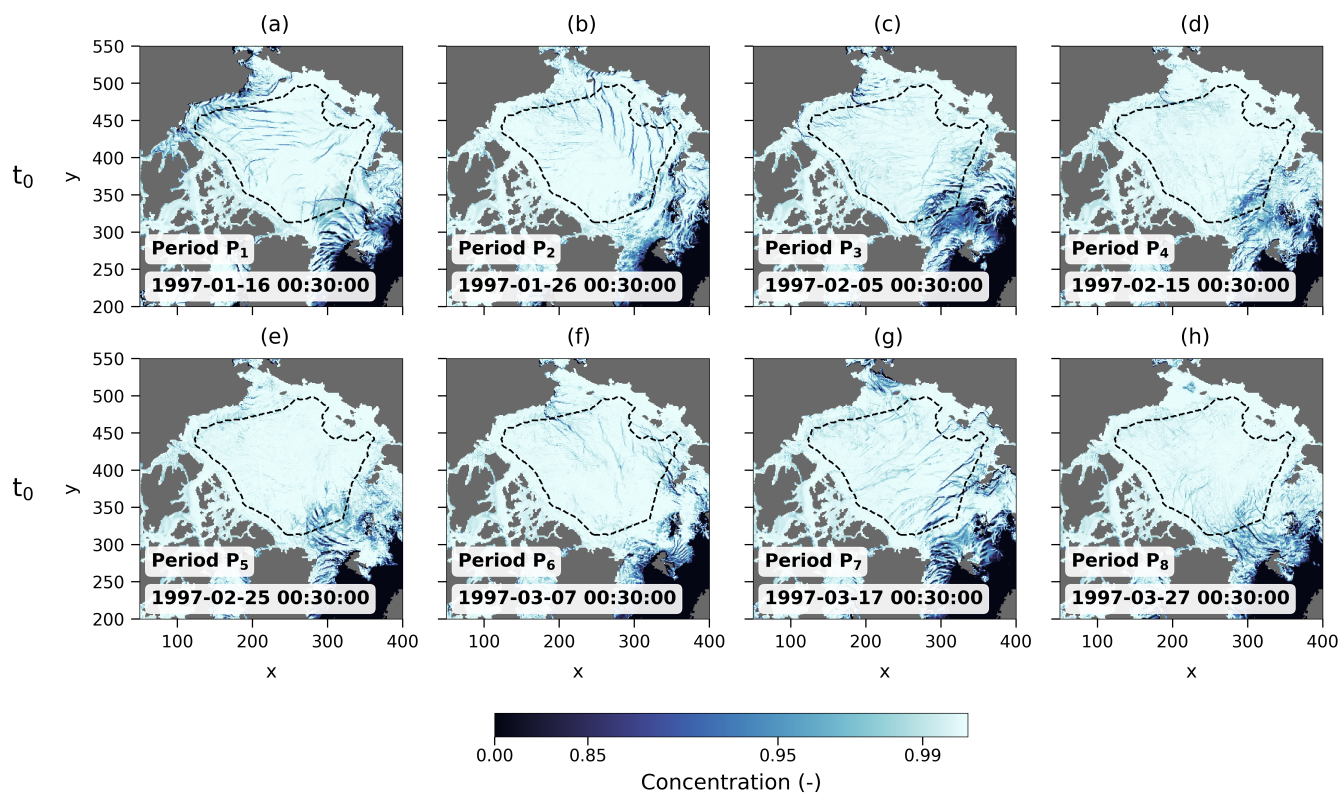 (a) (b) (c) (d)
550
500
450
400
350
300
250
200
t₀
y
Period P₁ Period P₂ Period P₃ Period P₄
1997-01-16 00:30:00 1997-01-26 00:30:00 1997-02-05 00:30:00 1997-02-15 00:30:00
(e) (f) (g) (h)
550
500
450
400
350
300
250
200
t₀
y
Period P₅ Period P₆ Period P₇ Period P₈
1997-02-25 00:30:00 1997-03-07 00:30:00 1997-03-17 00:30:00 1997-03-27 00:30:00
100 200 300 400 100 200 300 400 100 200 300 400 100 200 300 400
x x x x
0.00 0.85 0.95 0.99
Concentration (-)